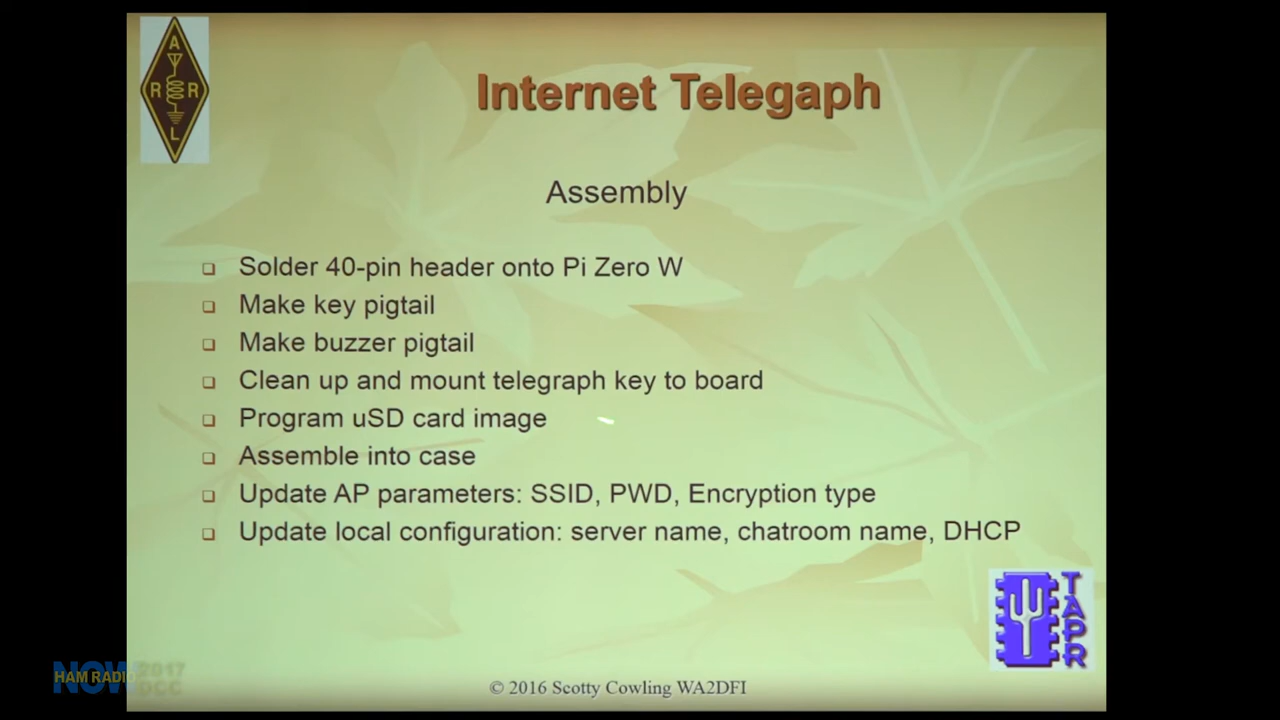 A
R R
L
Internet Telegaph
Assembly
Solder 40-pin header onto Pi Zero W
Make key pigtail
Make buzzer pigtail
Clean up and mount telegraph key to board
Program uSD card image
Assemble into case
Update AP parameters: SSID, PWD, Encryption type
Update local configuration: server name, chatroom name, DHCP
TAPR
NOW
HAM RADIO
2017
DCC
© 2016 Scotty Cowling WA2DFI